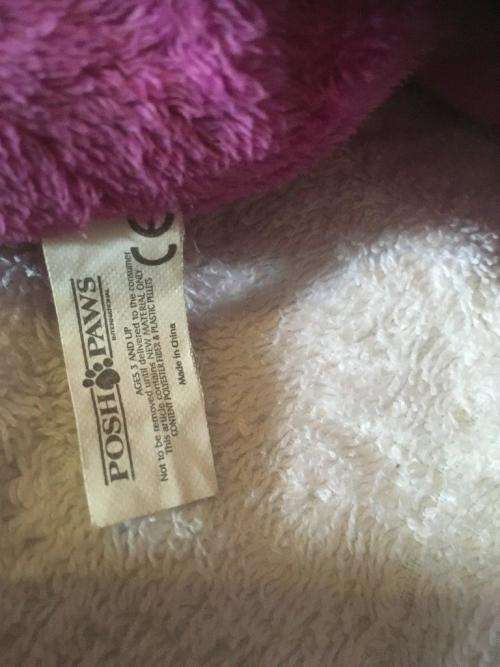 POSH PAWS
INTERNATIONAL
AGES 3 AND UP
Not to be removed until delivered to the consumer
This article contains NEW MATERIAL ONLY
CONTENT POLYESTER FIBER & PLASTIC PELLETS
Made in China
CE